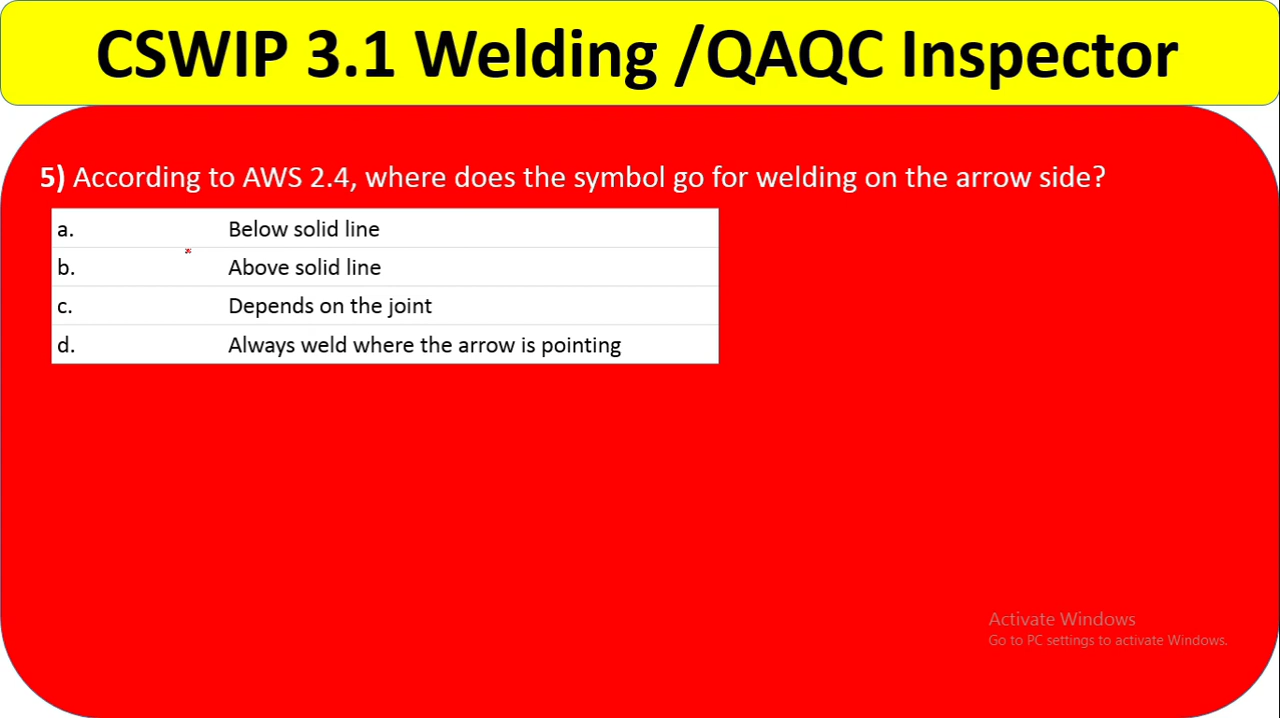 CSWIP 3.1 Welding /QAQC Inspector
5) According to AWS 2.4, where does the symbol go for welding on the arrow side?
a. Below solid line
b. Above solid line
c. Depends on the joint
d. Always weld where the arrow is pointing
Activate Windows
Go to PC settings to activate Windows.